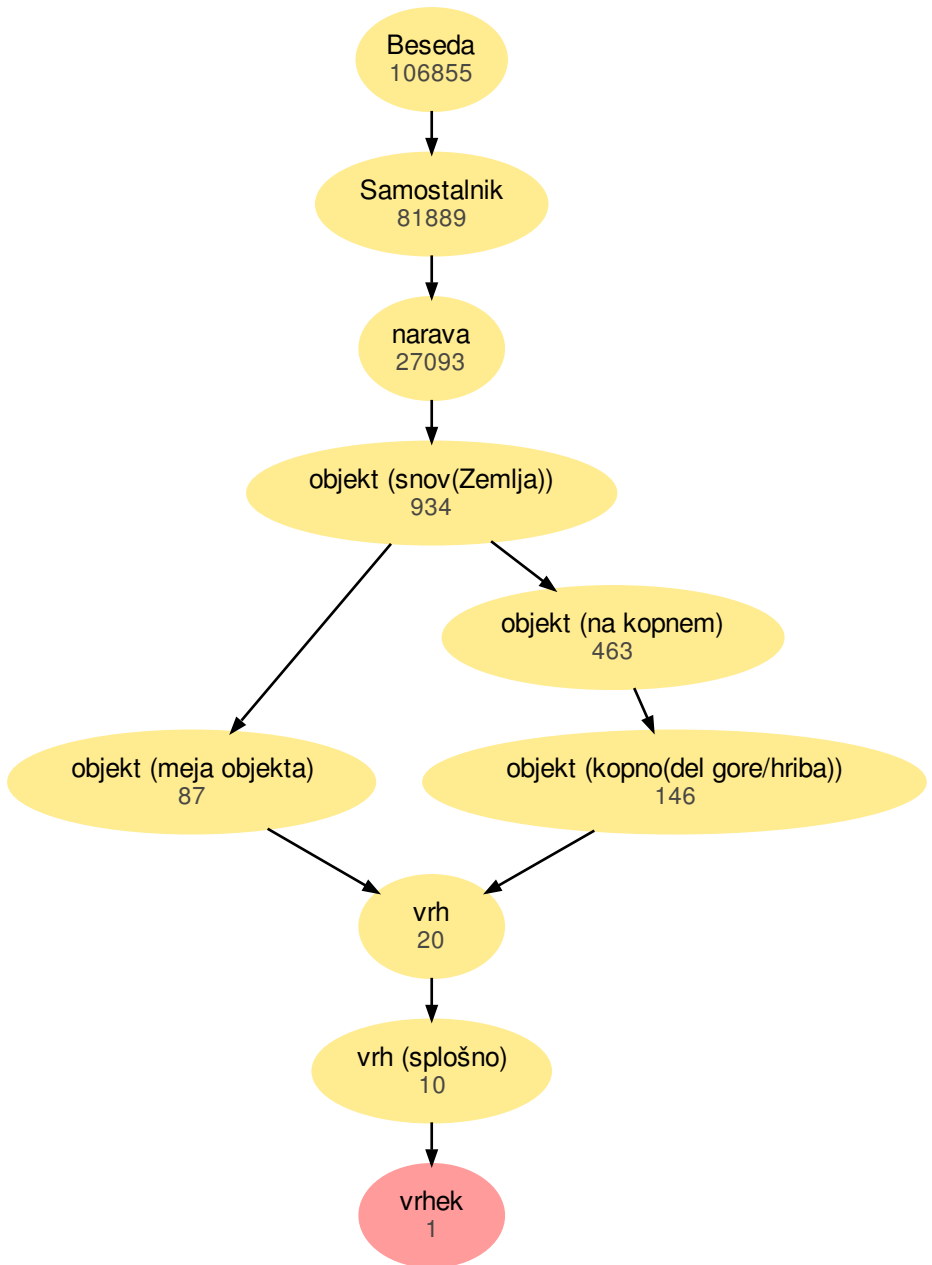 Beseda
106855
Samostalnik
81889
narava
27093
objekt (snov(Zemlja))
934
objekt (na kopnem)
463
objekt (meja objekta)
87
objekt (kopno(del gore/hriba))
146
vrh
20
vrh (splošno)
10
vrhek
1